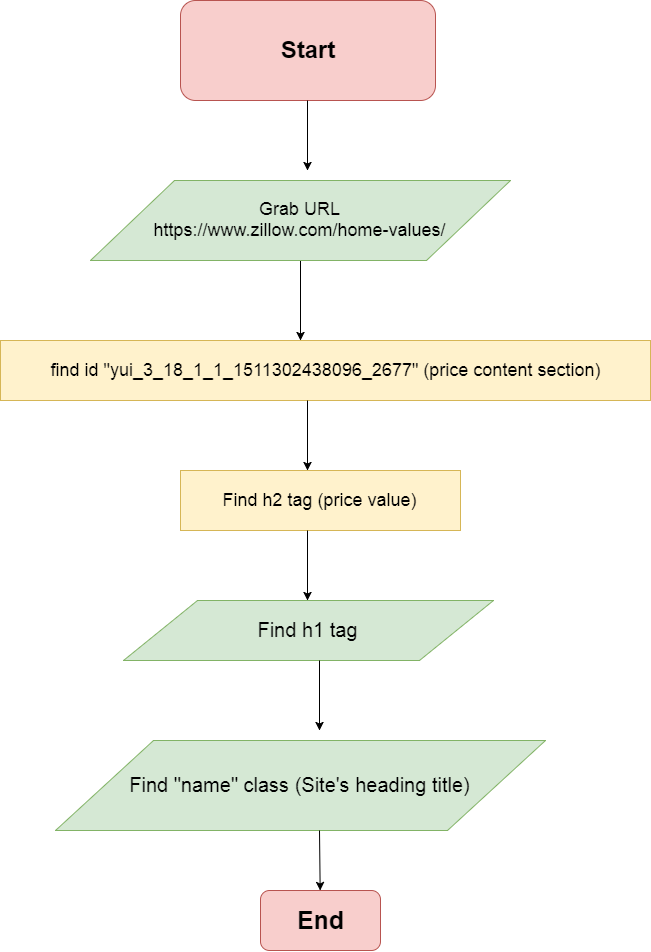 Start
Grab URL
https://www.zillow.com/home-values/
find id "yui_3_18_1_1_1511302438096_2677" (price content section)
Find h2 tag (price value)
Find h1 tag
Find "name" class (Site's heading title)
End